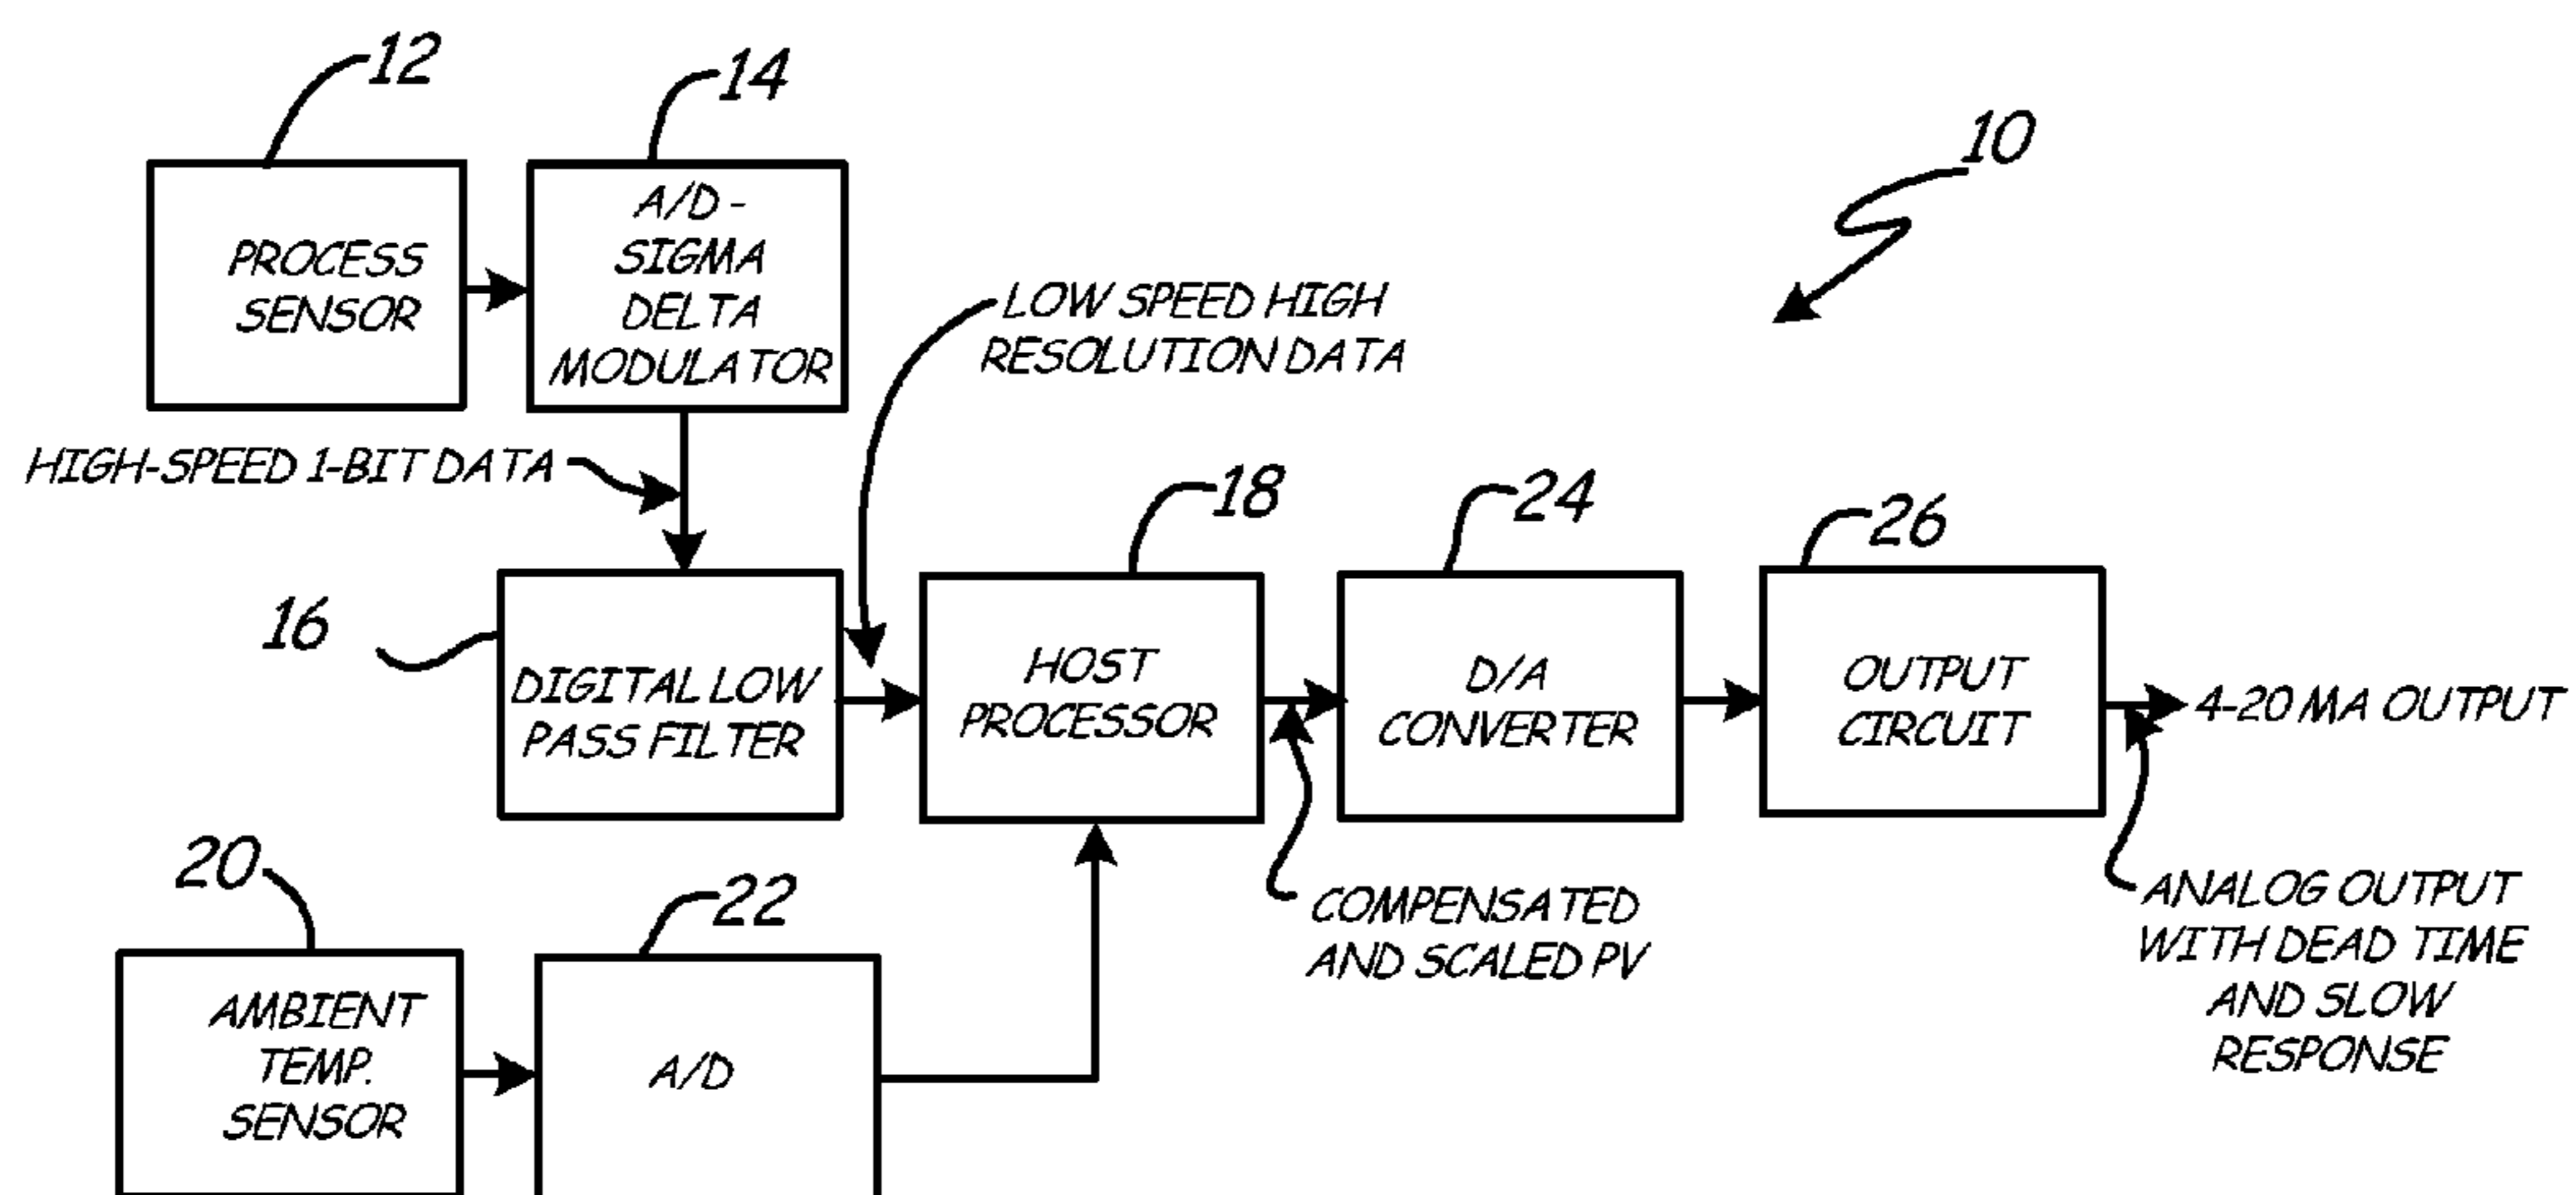 12
14
10
PROCESS
SENSOR
A/D -
SIGMA
DELTA
MODULATOR
LOW SPEED HIGH
RESOLUTION DATA
HIGH-SPEED 1-BIT DATA
18
24
26
16
DIGITAL LOW
PASS FILTER
HOST
PROCESSOR
D/A
CONVERTER
OUTPUT
CIRCUIT
4-20 MA OUTPUT
20
22
COMPENSATED
AND SCALED PV
ANALOG OUTPUT
WITH DEAD TIME
AND SLOW
RESPONSE
AMBIENT
TEMP.
SENSOR
A/D